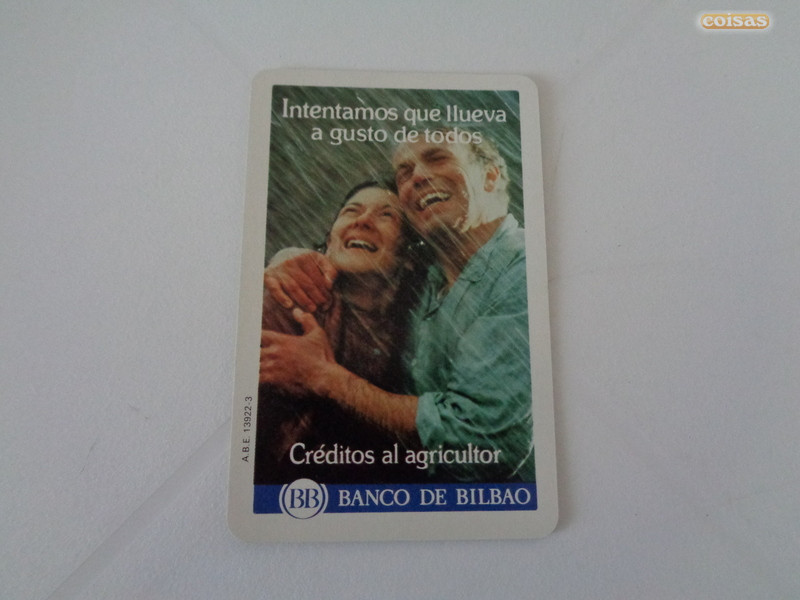 coisas
Intentamos que llueva
a gusto de todos
A.B.E. 13922-3
Créditos al agricultor
BB BANCO DE BILBAO